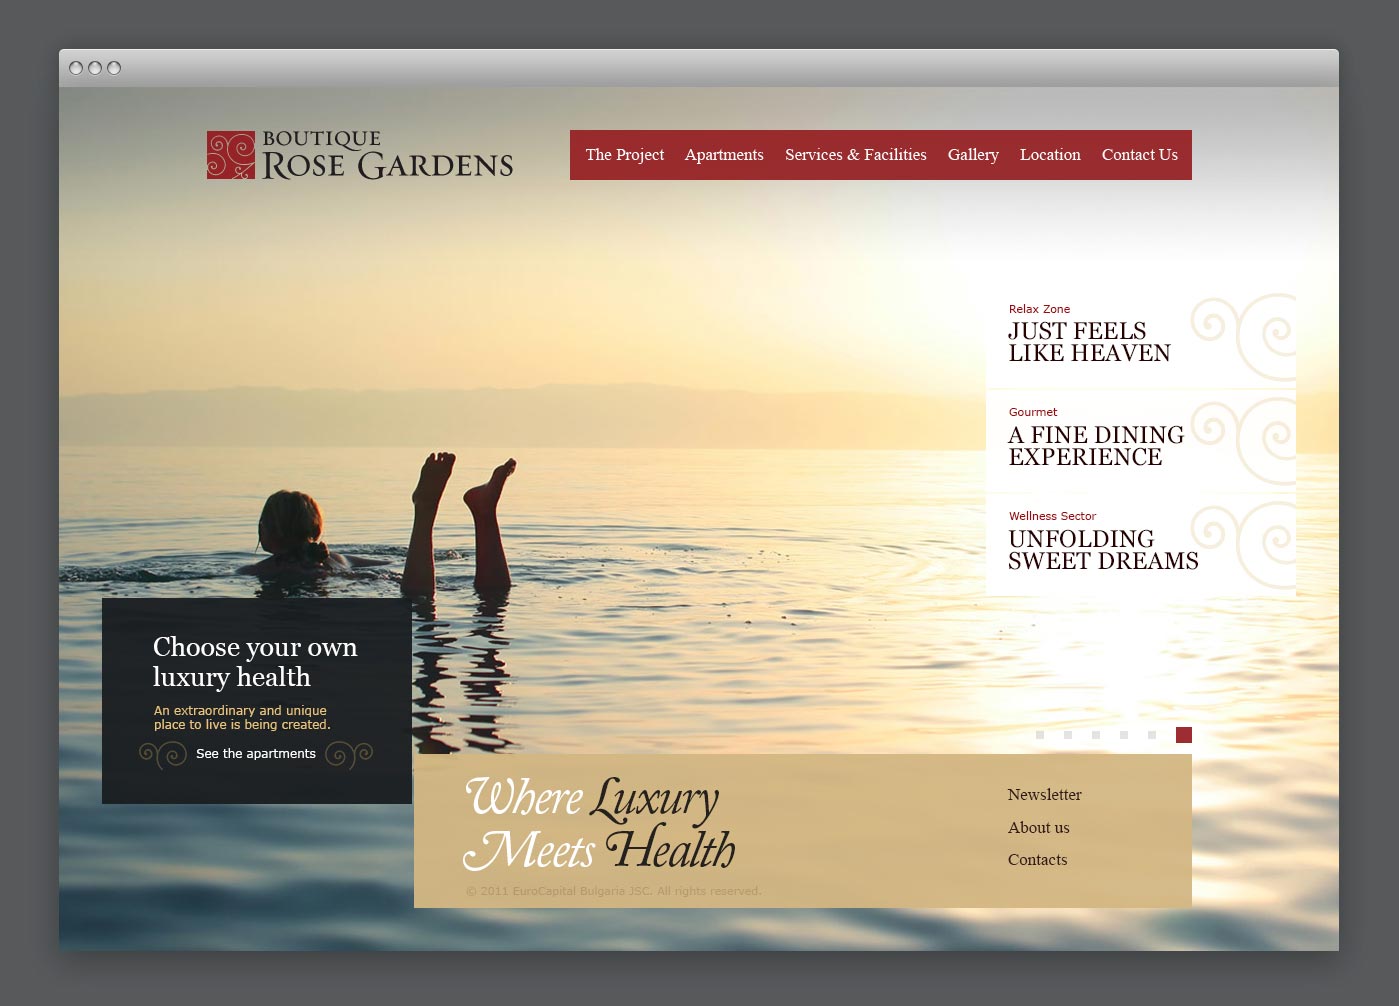 BOUTIQUE
ROSE GARDENS
The Project Apartments Services & Facilities Gallery Location Contact Us
Relax Zone
JUST FEELS
LIKE HEAVEN
Gourmet
A FINE DINING
EXPERIENCE
Wellness Sector
UNFOLDING
SWEET DREAMS
Choose your own
luxury health
An extraordinary and unique
place to live is being created.
See the apartments
Where Luxury
Meets Health
© 2011 EuroCapital Bulgaria JSC. All rights reserved.
Newsletter
About us
Contacts